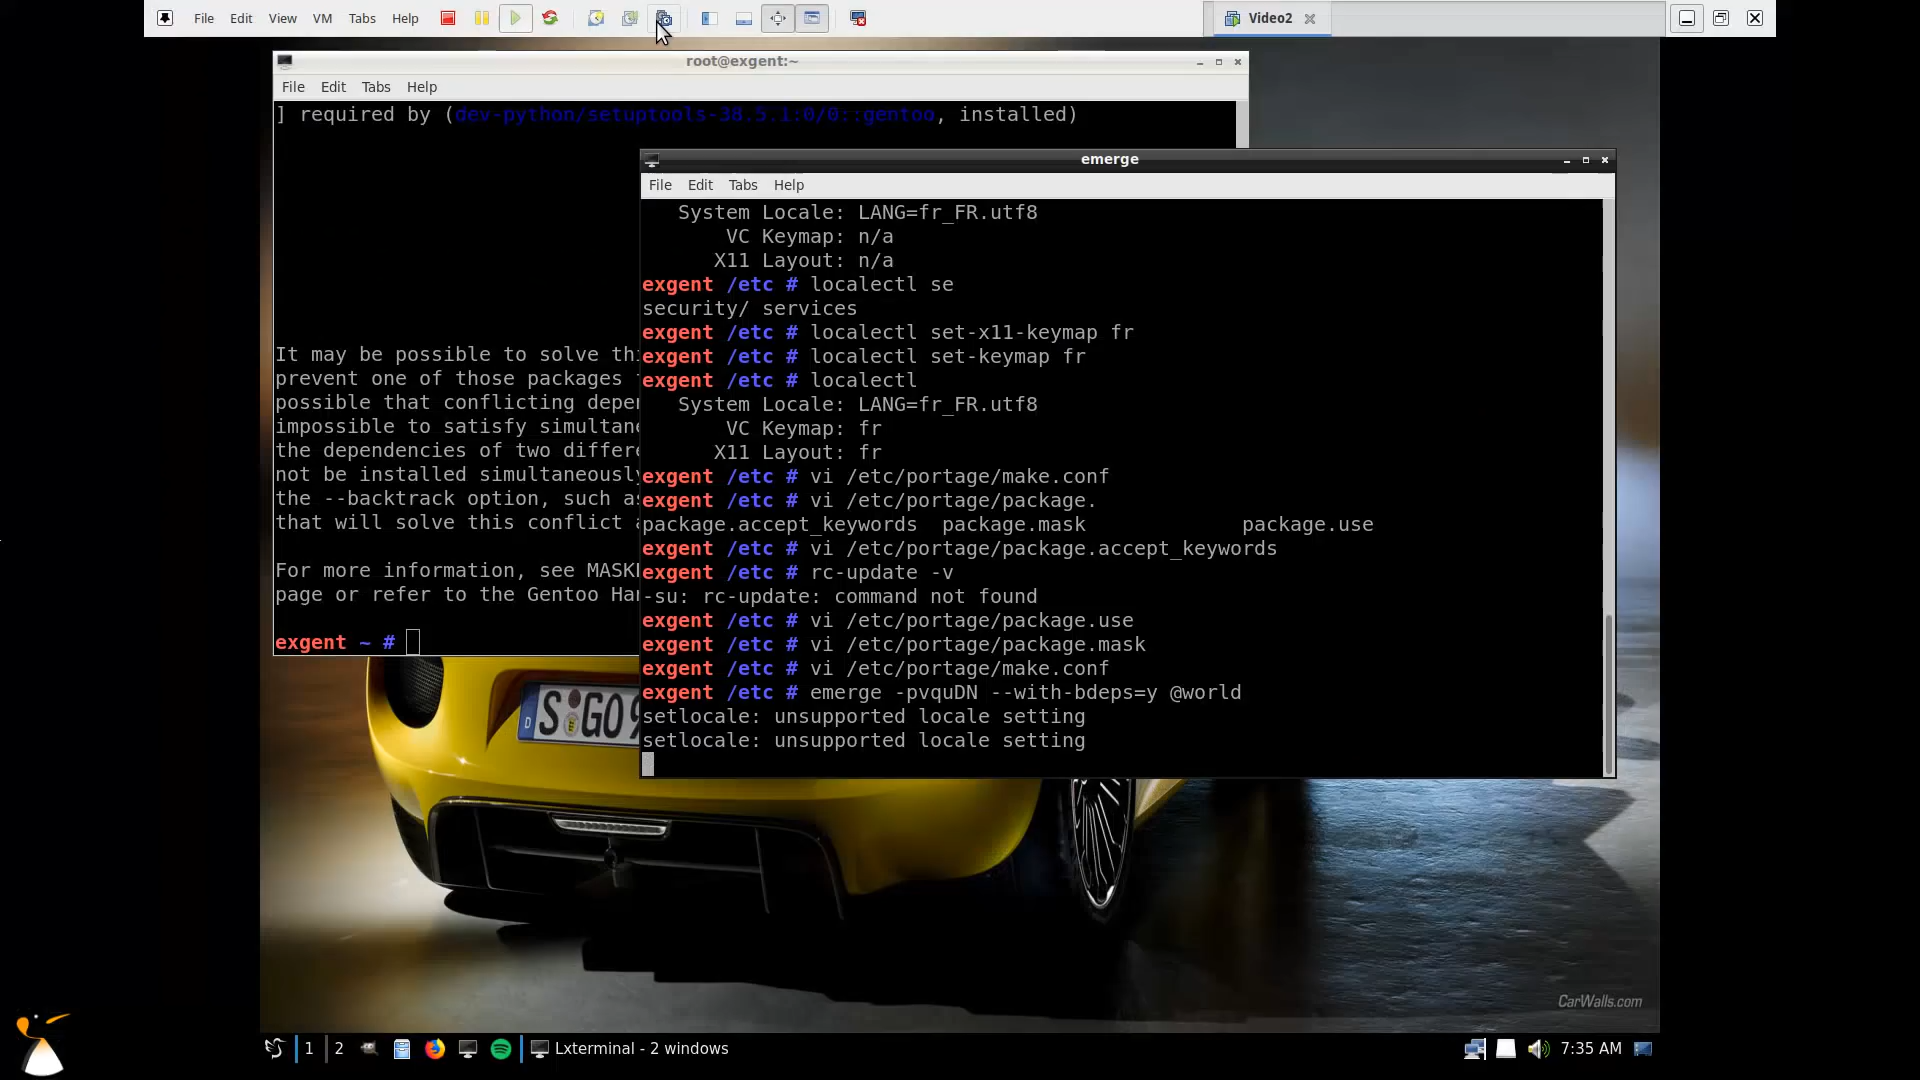 File Edit View VM Tabs Help
Video2
root@exgent:~
File Edit Tabs Help
] required by (dev-python/setuptools-38.5.1:0/0::gentoo, installed)
It may be possible to solve
prevent one of those packages
possible that conflicting
impossible to satisfy
the dependencies of two
not be installed simultaneously
the --backtrack option, such
that will solve this conflict
For more information, see
page or refer to the Gentoo
exgent ~ #
emerge
File Edit Tabs Help
System Locale: LANG=fr_FR.utf8
VC Keymap: n/a
X11 Layout: n/a
exgent /etc # localectl se
security/ services
exgent /etc # localectl set-x11-keymap fr
exgent /etc # localectl set-keymap fr
exgent /etc # localectl
System Locale: LANG=fr_FR.utf8
VC Keymap: fr
X11 Layout: fr
exgent /etc # vi /etc/portage/make.conf
exgent /etc # vi /etc/portage/package.
package.accept_keywords package.mask package.use
exgent /etc # vi /etc/portage/package.accept_keywords
exgent /etc # rc-update -v
-su: rc-update: command not found
exgent /etc # vi /etc/portage/package.use
exgent /etc # vi /etc/portage/package.mask
exgent /etc # vi /etc/portage/make.conf
exgent /etc # emerge -pvquDN --with-bdeps=y @world
setlocale: unsupported locale setting
setlocale: unsupported locale setting
D S GO
CarWalls.com
1 2 Lxterminal - 2 windows 7:35 AM